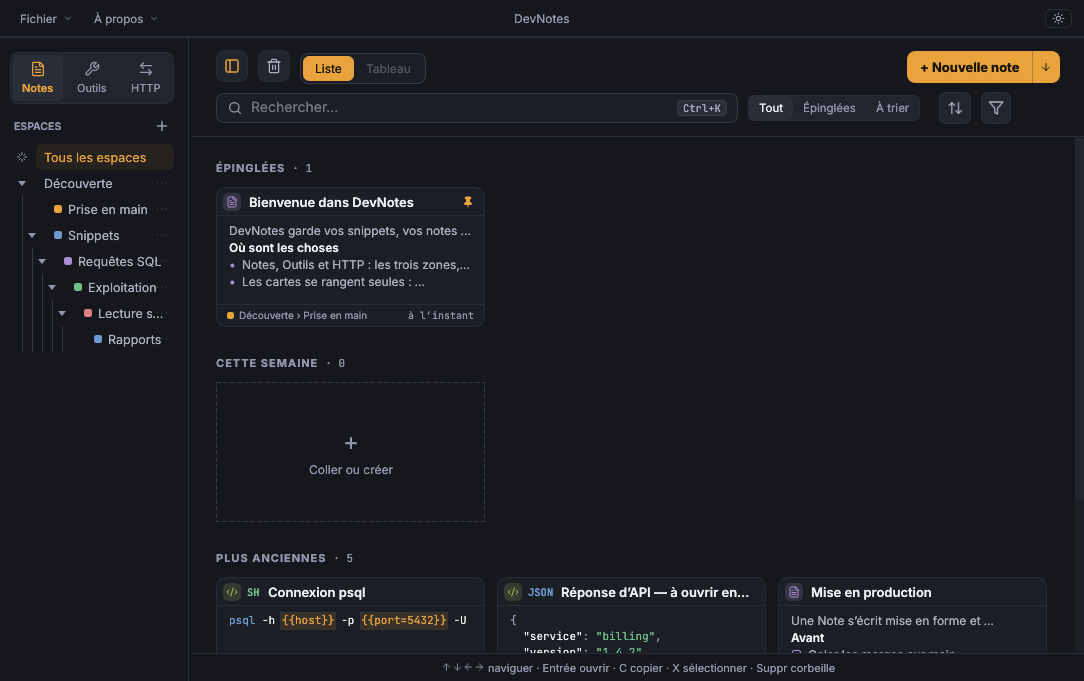 Fichier À propos DevNotes
Notes Outils HTTP
ESPACES
Tous les espaces
Découverte
Prise en main
Snippets
Requêtes SQL
Exploitation
Lecture s...
Rapports
Liste Tableau
+ Nouvelle note
Rechercher... Ctrl+K
Tout Épinglées À trier
ÉPINGLÉES · 1
Bienvenue dans DevNotes
DevNotes garde vos snippets, vos notes ...
Où sont les choses
• Notes, Outils et HTTP : les trois zones,...
• Les cartes se rangent seules : ...
Découverte › Prise en main à l’instant
CETTE SEMAINE · 0
+
Coller ou créer
PLUS ANCIENNES · 5
</> SH Connexion psql
psql -h {{host}} -p {{port=5432}} -U
</> JSON Réponse d’API — à ouvrir en...
{
"service": "billing",
"version": "1.4.2"
Mise en production
Une Note s’écrit mise en forme et ...
Avant
↑↓←→ naviguer · Entrée ouvrir · C copier · X sélectionner · Suppr corbeille